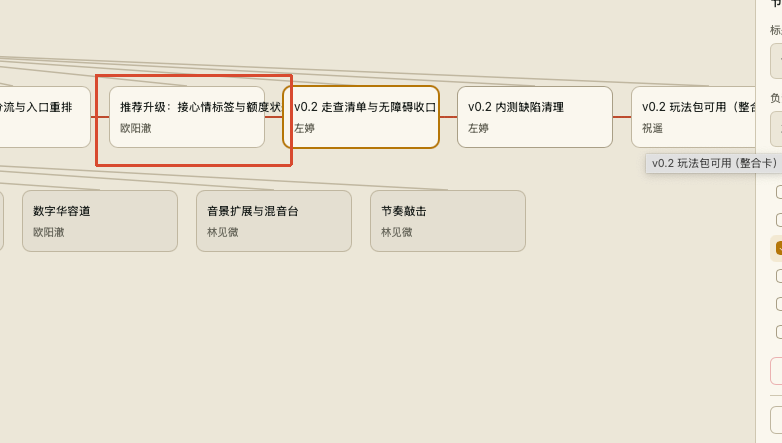 节
标
负
流与入口重排
推荐升级：接心情标签与额度状
欧阳澈
v0.2 走查清单与无障碍收口
左婷
v0.2 内测缺陷清理
左婷
v0.2 玩法包可用（整合
祝遥
v0.2 玩法包可用（整合卡）
数字华容道
欧阳澈
音景扩展与混音台
林见微
节奏敲击
林见微